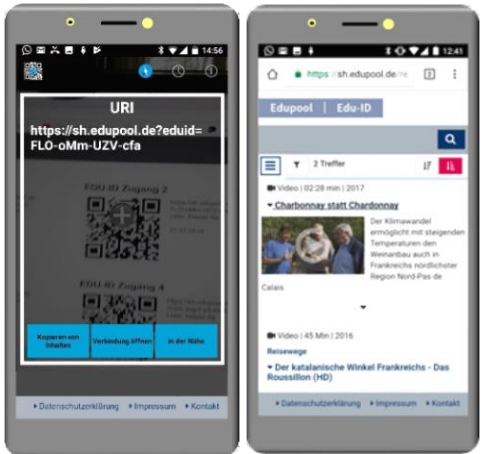 14:56
URI
https://sh.edupool.de?eduid=
FLO-oMm-UZV-cfa
EDU-ID Zugang 2
EDU-ID Zugang 4
Kopieren von
Inhalten
Verbindung öffnen
in der Nähe
Datenschutzerklärung
Impressum
Kontakt
12:41
https://sh.edupool.de/re
2
Edupool | Edu-ID
2 Treffer
Video | 02:28 min | 2017
Charbonnay statt Chardonnay
Der Klimawandel
ermöglicht mit steigenden
Temperaturen den
Weinanbau auch in
Frankreichs nördlichster
Region Nord-Pas de
Calais.
Video | 45 Min | 2016
Reisewege
Der katalanische Winkel Frankreichs - Das
Roussillon (HD)
Datenschutzerklärung
Impressum
Kontakt